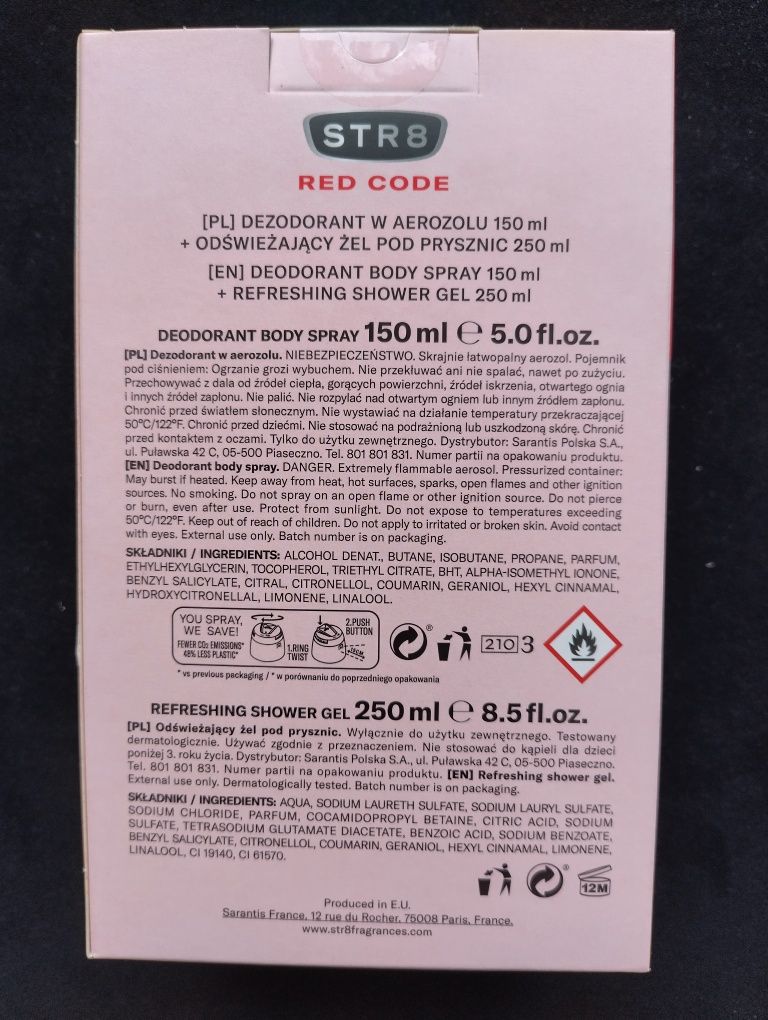 STR8
RED CODE
[PL] DEZODORANT W AEROZOLU 150 ml
+ ODŚWIEŻAJĄCY ŻEL POD PRYSZNIC 250 ml
[EN] DEODORANT BODY SPRAY 150 ml
+ REFRESHING SHOWER GEL 250 ml
DEODORANT BODY SPRAY 150 ml ℮ 5.0 fl.oz.
[PL] Dezodorant w aerozolu. NIEBEZPIECZEŃSTWO. Skrajnie łatwopalny aerozol. Pojemnik
pod ciśnieniem: Ogrzanie grozi wybuchem. Nie przekłuwać ani nie spalać, nawet po zużyciu.
Przechowywać z dala od źródeł ciepła, gorących powierzchni, źródeł iskrzenia, otwartego ognia
i innych źródeł zapłonu. Nie palić. Nie rozpylać nad otwartym ogniem lub innym źródłem zapłonu.
Chronić przed światłem słonecznym. Nie wystawiać na działanie temperatury przekraczającej
50°C/122°F. Chronić przed dziećmi. Nie stosować na podrażnioną lub uszkodzoną skórę. Chronić
przed kontaktem z oczami. Tylko do użytku zewnętrznego. Dystrybutor: Sarantis Polska S.A.,
ul. Puławska 42 C, 05-500 Piaseczno. Tel. 801 801 831. Numer partii na opakowaniu produktu.
[EN] Deodorant body spray. DANGER. Extremely flammable aerosol. Pressurized container:
May burst if heated. Keep away from heat, hot surfaces, sparks, open flames and other ignition
sources. No smoking. Do not spray on an open flame or other ignition source. Do not pierce
or burn, even after use. Protect from sunlight. Do not expose to temperatures exceeding
50°C/122°F. Keep out of reach of children. Do not apply to irritated or broken skin. Avoid contact
with eyes. External use only. Batch number is on packaging.
SKŁADNIKI / INGREDIENTS: ALCOHOL DENAT., BUTANE, ISOBUTANE, PROPANE, PARFUM,
ETHYLHEXYLGLYCERIN, TOCOPHEROL, TRIETHYL CITRATE, BHT, ALPHA-ISOMETHYL IONONE,
BENZYL SALICYLATE, CITRAL, CITRONELLOL, COUMARIN, GERANIOL, HEXYL CINNAMAL,
HYDROXYCITRONELLAL, LIMONENE, LINALOOL.
YOU SPRAY,
WE SAVE!
FEWER CO₂ EMISSIONS*
48% LESS PLASTIC*
1.RING
TWIST
2.PUSH
BUTTON
®
210 3
* vs previous packaging / * w porównaniu do poprzedniego opakowania
REFRESHING SHOWER GEL 250 ml ℮ 8.5 fl.oz.
[PL] Odświeżający żel pod prysznic. Wyłącznie do użytku zewnętrznego. Testowany
dermatologicznie. Używać zgodnie z przeznaczeniem. Nie stosować do kąpieli dla dzieci
poniżej 3. roku życia. Dystrybutor: Sarantis Polska S.A., ul. Puławska 42 C, 05-500 Piaseczno.
Tel. 801 801 831. Numer partii na opakowaniu produktu. [EN] Refreshing shower gel.
External use only. Dermatologically tested. Batch number is on packaging.
SKŁADNIKI / INGREDIENTS: AQUA, SODIUM LAURETH SULFATE, SODIUM LAURYL SULFATE,
SODIUM CHLORIDE, PARFUM, COCAMIDOPROPYL BETAINE, CITRIC ACID, SODIUM
SULFATE, TETRASODIUM GLUTAMATE DIACETATE, BENZOIC ACID, SODIUM BENZOATE,
BENZYL SALICYLATE, CITRONELLOL, COUMARIN, GERANIOL, HEXYL CINNAMAL, LIMONENE,
LINALOOL, CI 19140, CI 61570.
®
12M
Produced in E.U.
Sarantis France, 12 rue du Rocher, 75008 Paris, France.
www.str8fragrances.com